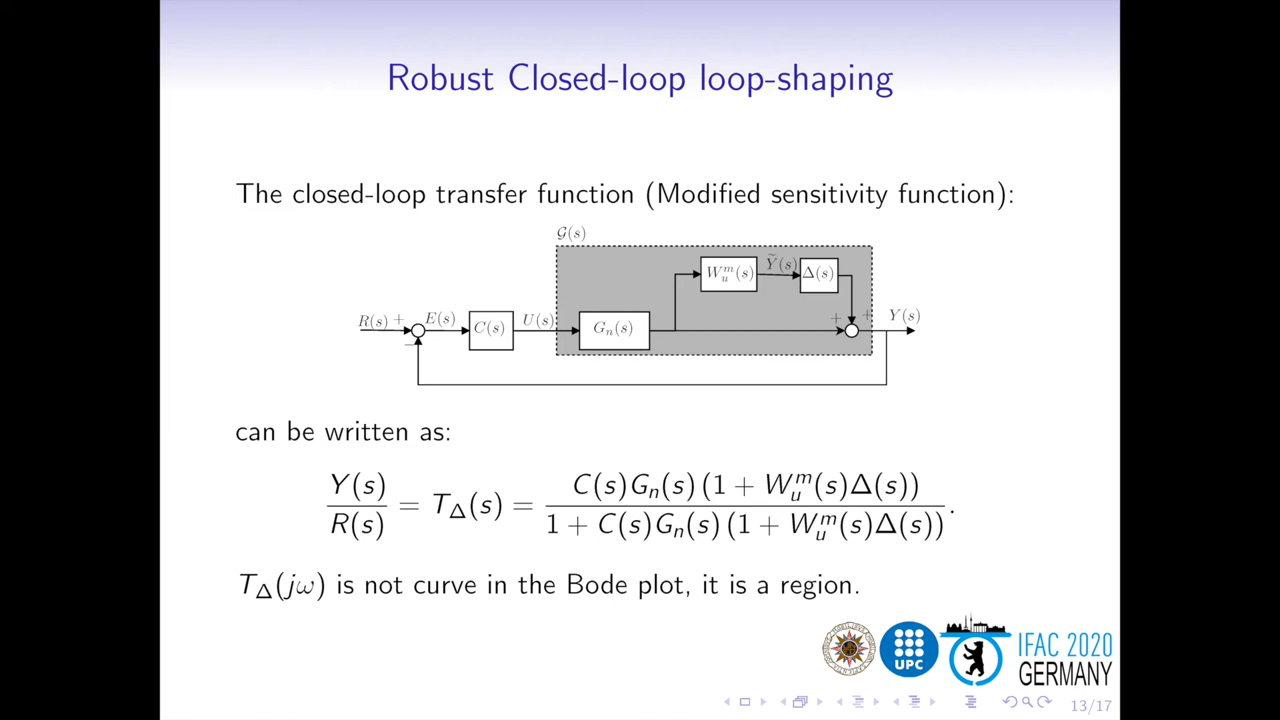 Robust Closed-loop loop-shaping
The closed-loop transfer function (Modified sensitivity function):
𝒢(s)
W_u^m(s) Ỹ(s) Δ(s)
R(s) + E(s) C(s) U(s) G_n(s) + + Y(s)
−
can be written as:
Y(s)/R(s) = T_Δ(s) = C(s)G_n(s)(1 + W_u^m(s)Δ(s)) / 1 + C(s)G_n(s)(1 + W_u^m(s)Δ(s)).
T_Δ(jω) is not curve in the Bode plot, it is a region.
UPC
IFAC 2020
GERMANY
13/17